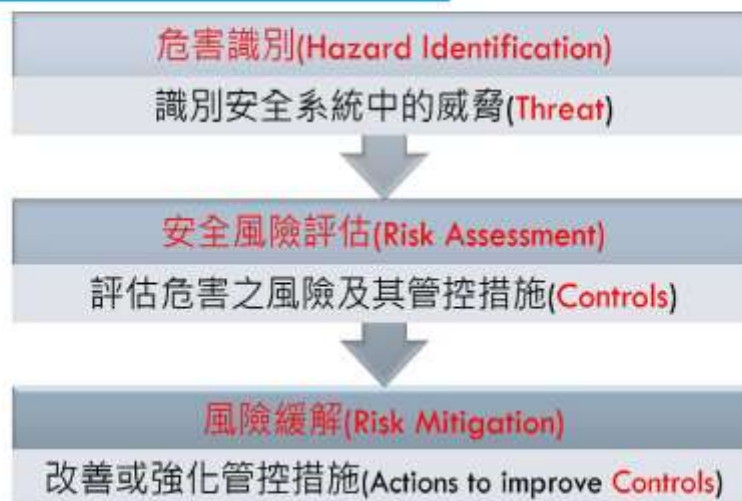 危害識別(Hazard Identification)
識別安全系統中的威脅(Threat)
安全風險評估(Risk Assessment)
評估危害之風險及其管控措施(Controls)
風險緩解(Risk Mitigation)
改善或強化管控措施(Actions to improve Controls)